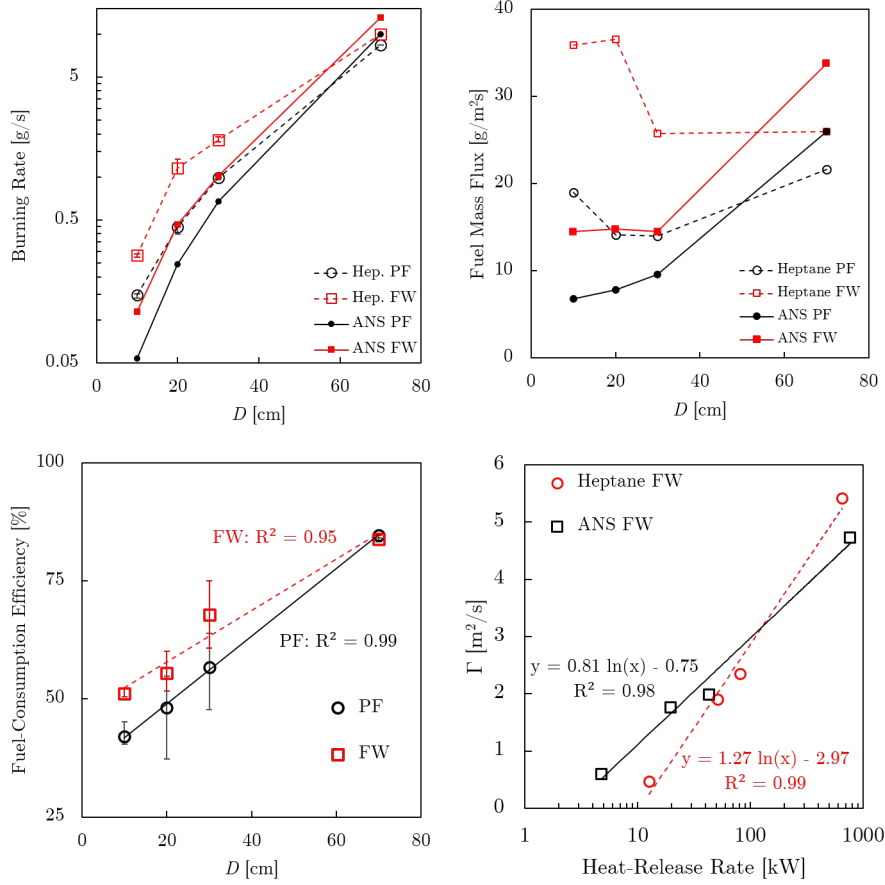 Burning Rate [g/s]
5
0.5
0.05
Hep. PF
Hep. FW
ANS PF
ANS FW
0
20
40
60
80
D [cm]
Fuel Mass Flux [g/m²s]
40
30
20
10
0
Heptane PF
Heptane FW
ANS PF
ANS FW
0
20
40
60
80
D [cm]
Fuel-Consumption Efficiency [%]
100
75
50
25
FW: R² = 0.95
PF: R² = 0.99
PF
FW
0
20
40
60
80
D [cm]
Γ [m²/s]
6
5
4
3
2
1
0
Heptane FW
ANS FW
y = 0.81 ln(x) - 0.75
R² = 0.98
y = 1.27 ln(x) - 2.97
R² = 0.99
1
10
100
1000
Heat-Release Rate [kW]